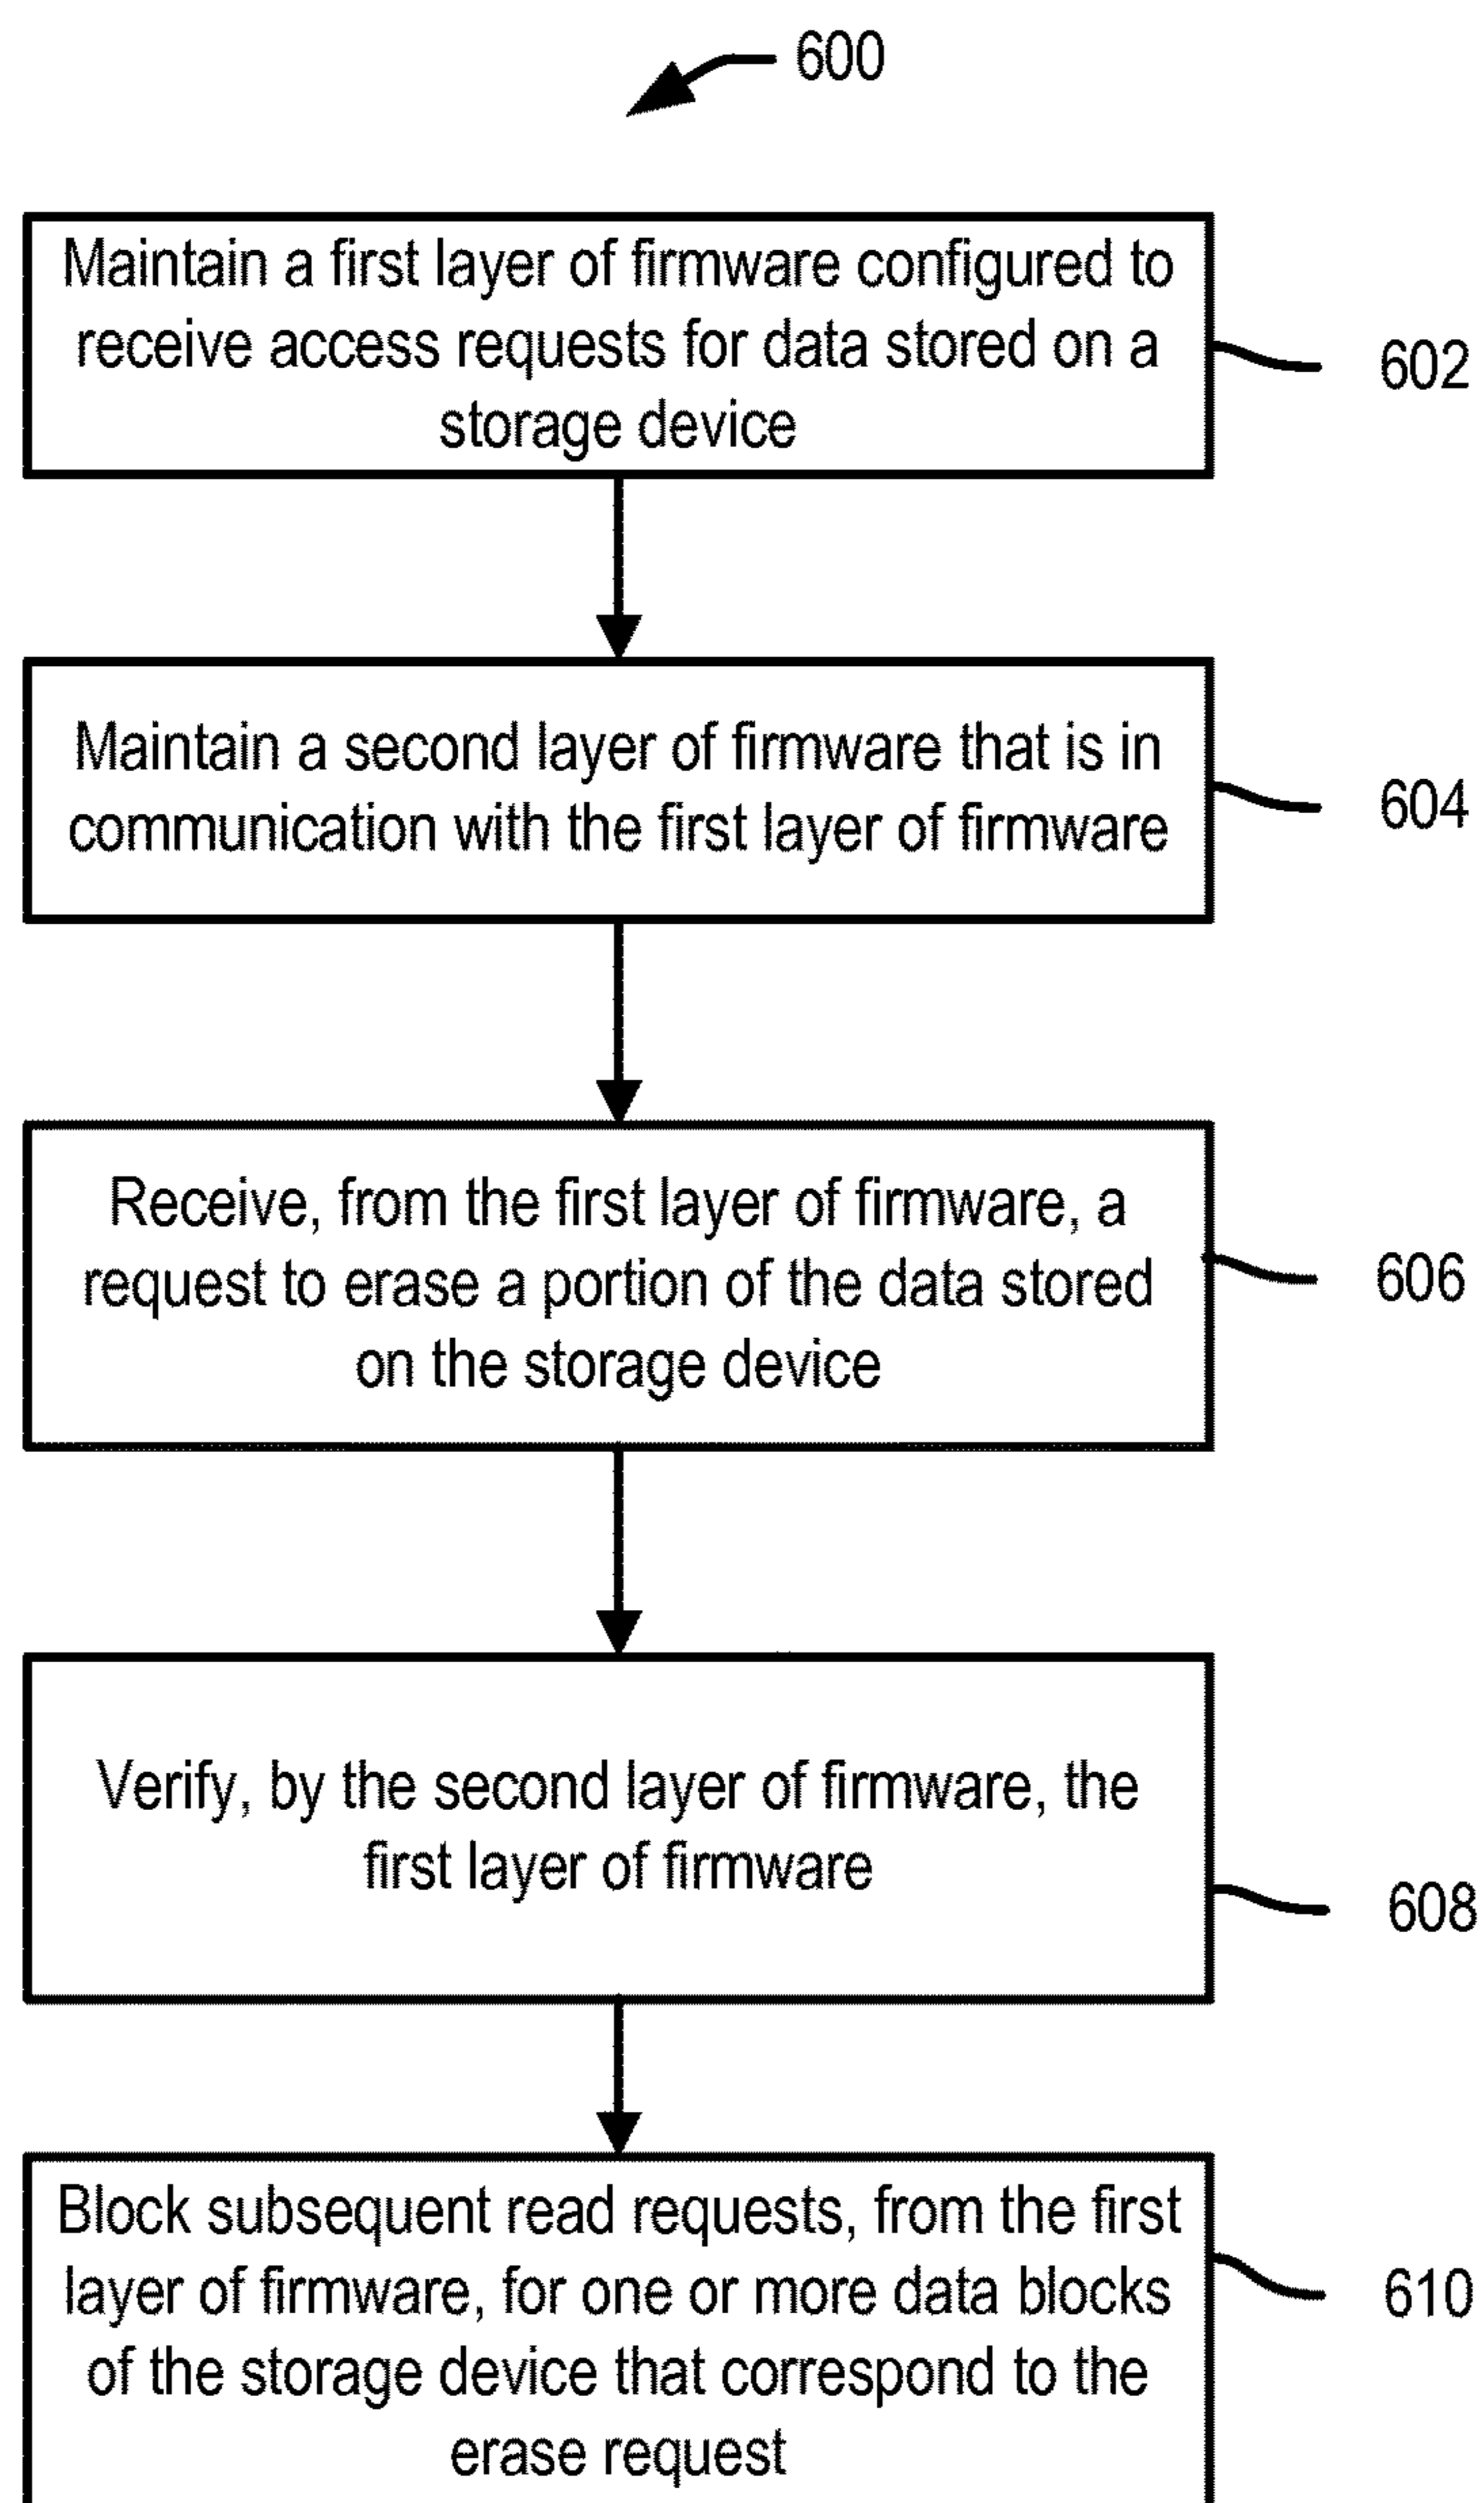 600
Maintain a first layer of firmware configured to
receive access requests for data stored on a
storage device
602
Maintain a second layer of firmware that is in
communication with the first layer of firmware
604
Receive, from the first layer of firmware, a
request to erase a portion of the data stored
on the storage device
606
Verify, by the second layer of firmware, the
first layer of firmware
608
Block subsequent read requests, from the first
layer of firmware, for one or more data blocks
of the storage device that correspond to the
erase request
610